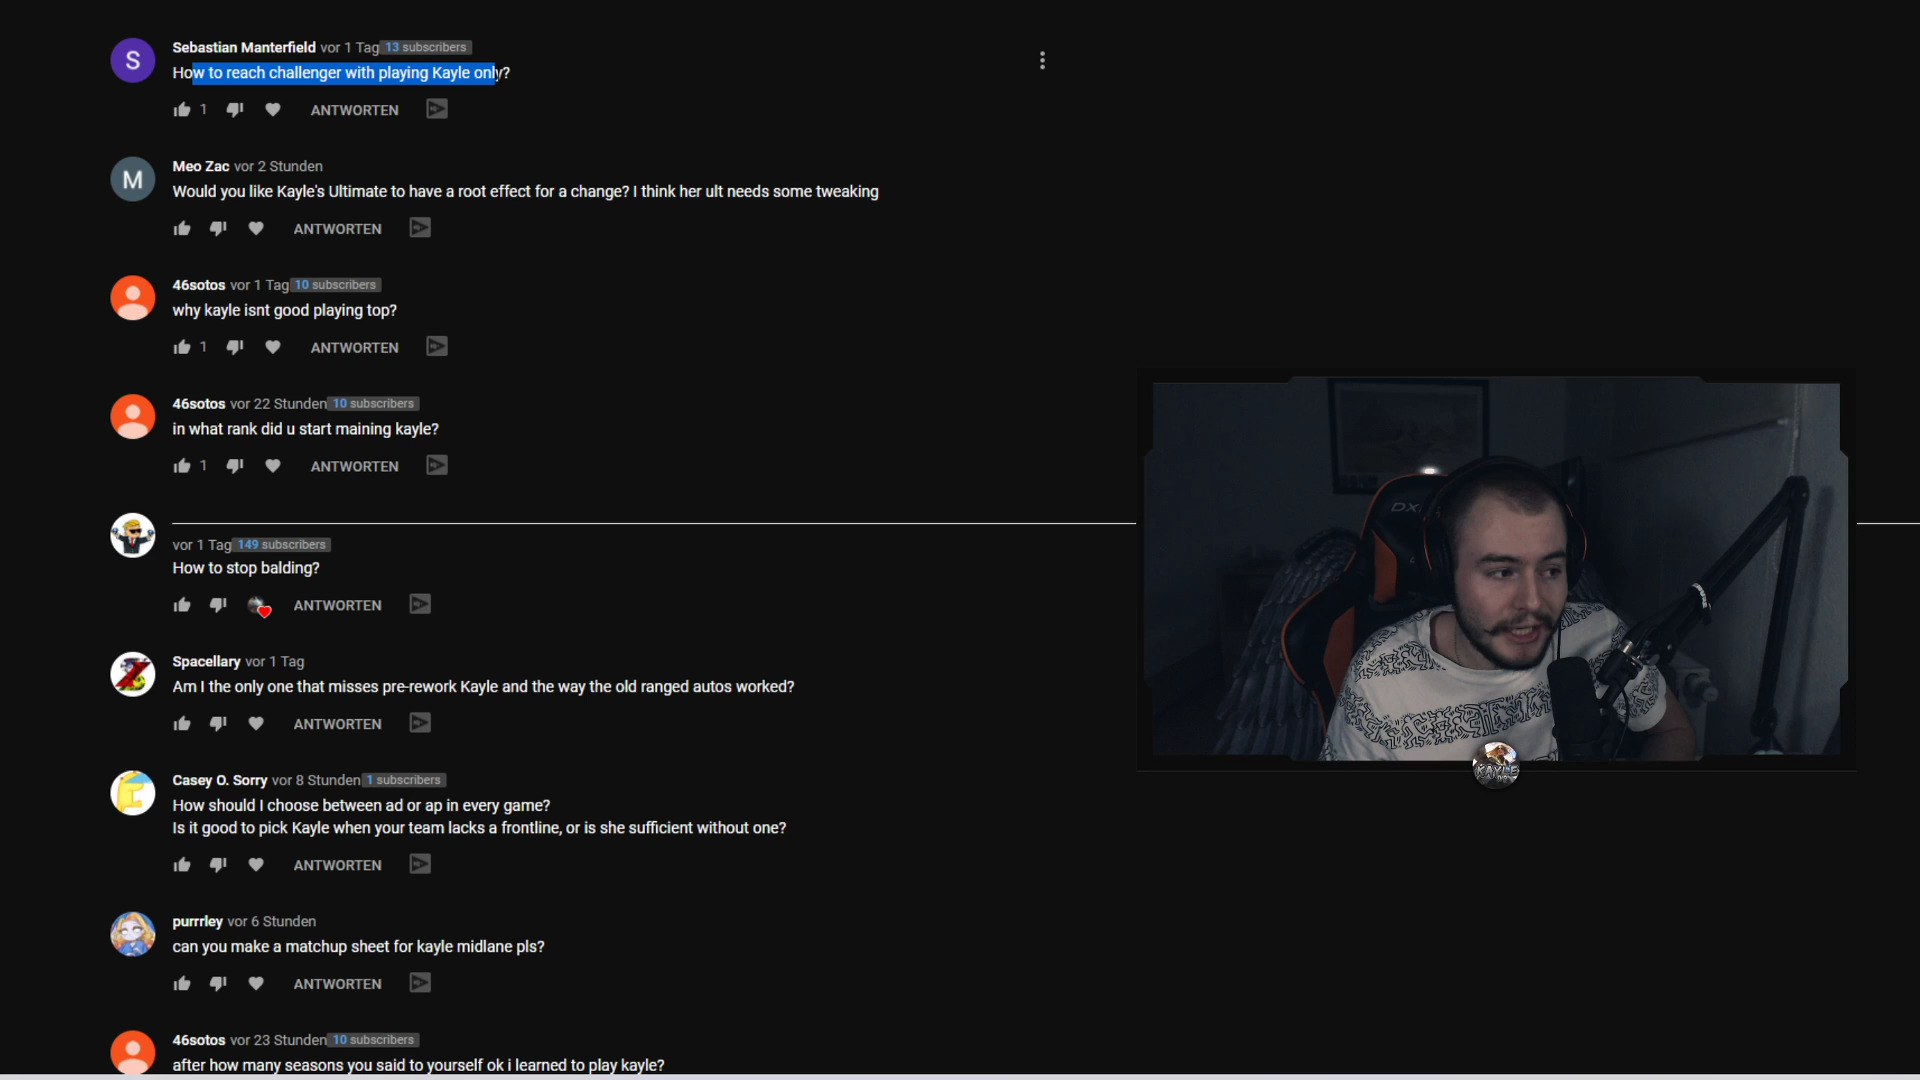 Sebastian Manterfield vor 1 Tag 13 subscribers
How to reach challenger with playing Kayle only?
1 ANTWORTEN
Meo Zac vor 2 Stunden
Would you like Kayle's Ultimate to have a root effect for a change? I think her ult needs some tweaking
ANTWORTEN
46sotos vor 1 Tag 10 subscribers
why kayle isnt good playing top?
1 ANTWORTEN
46sotos vor 22 Stunden 10 subscribers
in what rank did u start maining kayle?
1 ANTWORTEN
vor 1 Tag 149 subscribers
How to stop balding?
ANTWORTEN
Spacellary vor 1 Tag
Am I the only one that misses pre-rework Kayle and the way the old ranged autos worked?
ANTWORTEN
Casey O. Sorry vor 8 Stunden 1 subscribers
How should I choose between ad or ap in every game?
Is it good to pick Kayle when your team lacks a frontline, or is she sufficient without one?
ANTWORTEN
purrrley vor 6 Stunden
can you make a matchup sheet for kayle midlane pls?
ANTWORTEN
46sotos vor 23 Stunden 10 subscribers
after how many seasons you said to yourself ok i learned to play kayle?
S
M
DX
KAYLE